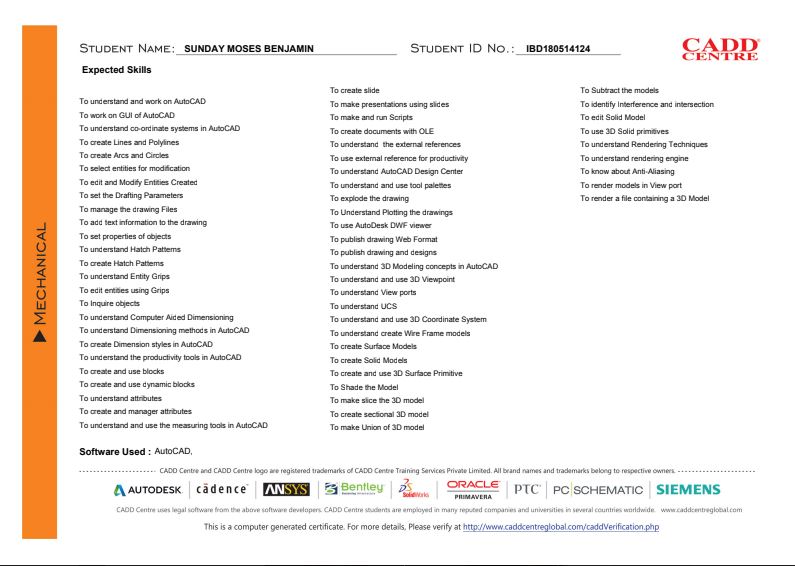 STUDENT NAME: SUNDAY MOSES BENJAMIN STUDENT ID NO.: IBD180514124
CADD
CENTRE
MECHANICAL
Expected Skills
To understand and work on AutoCAD
To work on GUI of AutoCAD
To understand co-ordinate systems in AutoCAD
To create Lines and Polylines
To create Arcs and Circles
To select entities for modification
To edit and Modify Entities Created
To set the Drafting Parameters
To manage the drawing Files
To add text information to the drawing
To set properties of objects
To understand Hatch Patterns
To create Hatch Patterns
To understand Entity Grips
To edit entities using Grips
To Inquire objects
To understand Computer Aided Dimensioning
To understand Dimensioning methods in AutoCAD
To create Dimension styles in AutoCAD
To understand the productivity tools in AutoCAD
To create and use blocks
To create and use dynamic blocks
To understand attributes
To create and manager attributes
To understand and use the measuring tools in AutoCAD
To create slide
To make presentations using slides
To make and run Scripts
To create documents with OLE
To understand the external references
To use external reference for productivity
To understand AutoCAD Design Center
To understand and use tool palettes
To explode the drawing
To Understand Plotting the drawings
To use AutoDesk DWF viewer
To publish drawing Web Format
To publish drawing and designs
To understand 3D Modeling concepts in AutoCAD
To understand and use 3D Viewpoint
To understand View ports
To understand UCS
To understand and use 3D Coordinate System
To understand create Wire Frame models
To create Surface Models
To create Solid Models
To create and use 3D Surface Primitive
To Shade the Model
To make slice the 3D model
To create sectional 3D model
To make Union of 3D model
To Subtract the models
To identify Interference and intersection
To edit Solid Model
To use 3D Solid primitives
To understand Rendering Techniques
To understand rendering engine
To know about Anti-Aliasing
To render models in View port
To render a file containing a 3D Model
Software Used : AutoCAD,
CADD Centre and CADD Centre logo are registered trademarks of CADD Centre Training Services Private Limited. All brand names and trademarks belong to respective owners.
AUTODESK cādence ANSYS Bentley SolidWorks ORACLE PRIMAVERA PTC PC|SCHEMATIC SIEMENS
CADD Centre uses legal software from the above software developers. CADD Centre students are employed in many reputed companies and universities in several countries worldwide. www.caddcentreglobal.com
This is a computer generated certificate. For more details, Please verify at http://www.caddcentreglobal.com/caddVerification.php